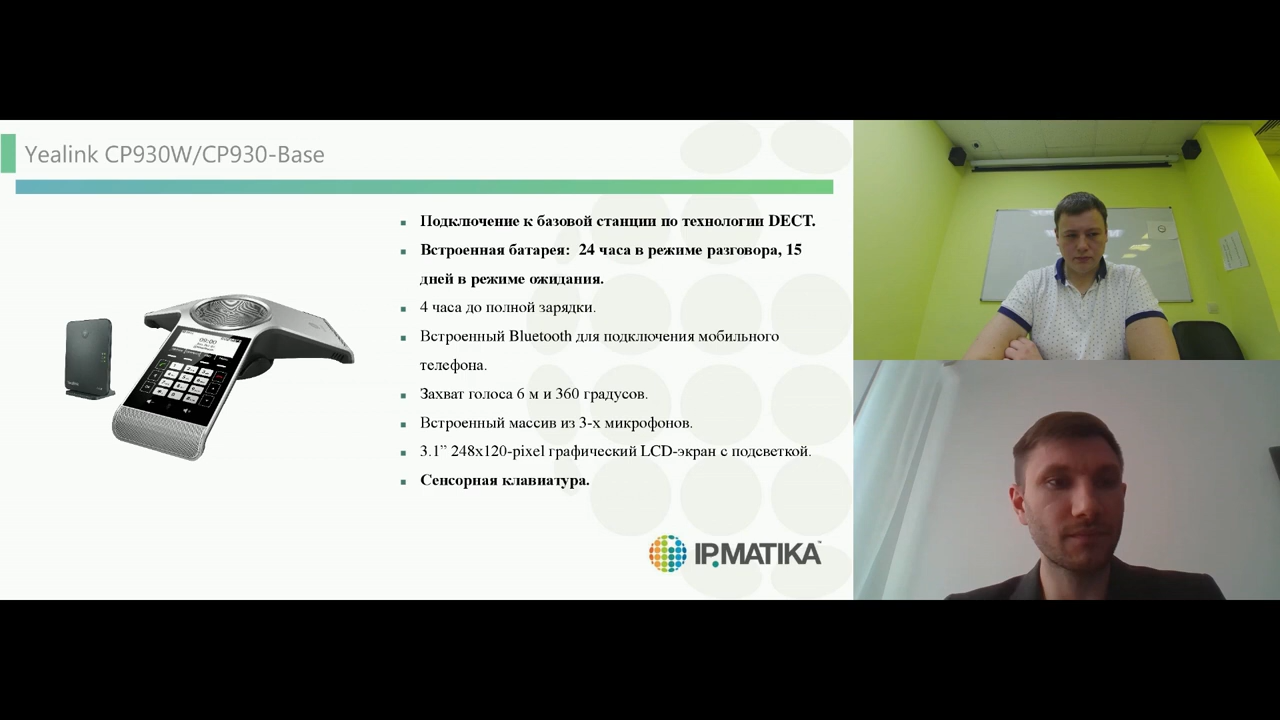 Yealink CP930W/CP930-Base
Подключение к базовой станции по технологии DECT.
Встроенная батарея: 24 часа в режиме разговора, 15
дней в режиме ожидания.
4 часа до полной зарядки.
Встроенный Bluetooth для подключения мобильного
телефона.
Захват голоса 6 м и 360 градусов.
Встроенный массив из 3-х микрофонов.
3.1” 248x120-pixel графический LCD-экран с подсветкой.
Сенсорная клавиатура.
IPMATIKA™